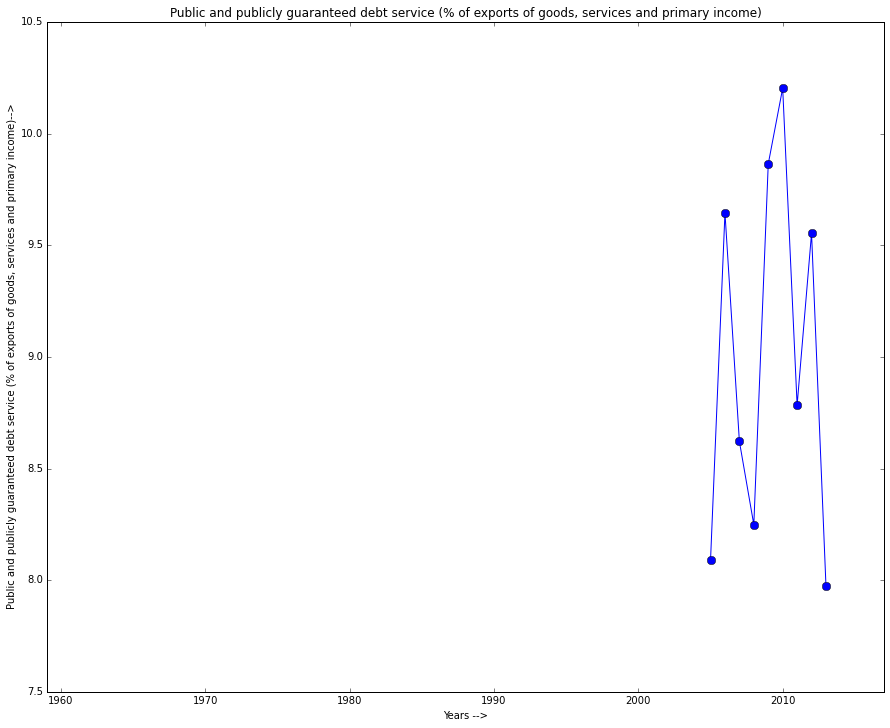 Public and publicly guaranteed debt service (% of exports of goods, services and primary income)
Public and publicly guaranteed debt service (% of exports of goods, services and primary income)-->
10.5
10.0
9.5
9.0
8.5
8.0
7.5
1960 1970 1980 1990 2000 2010
Years -->